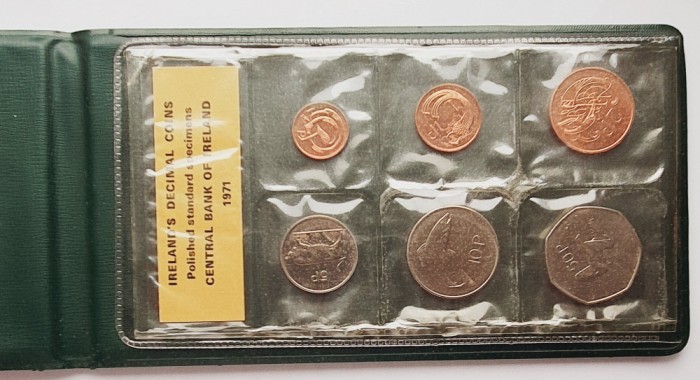 IRELAND'S DECIMAL COINS
Polished standard specimens
CENTRAL BANK OF IRELAND
1971
5P
10P
50P